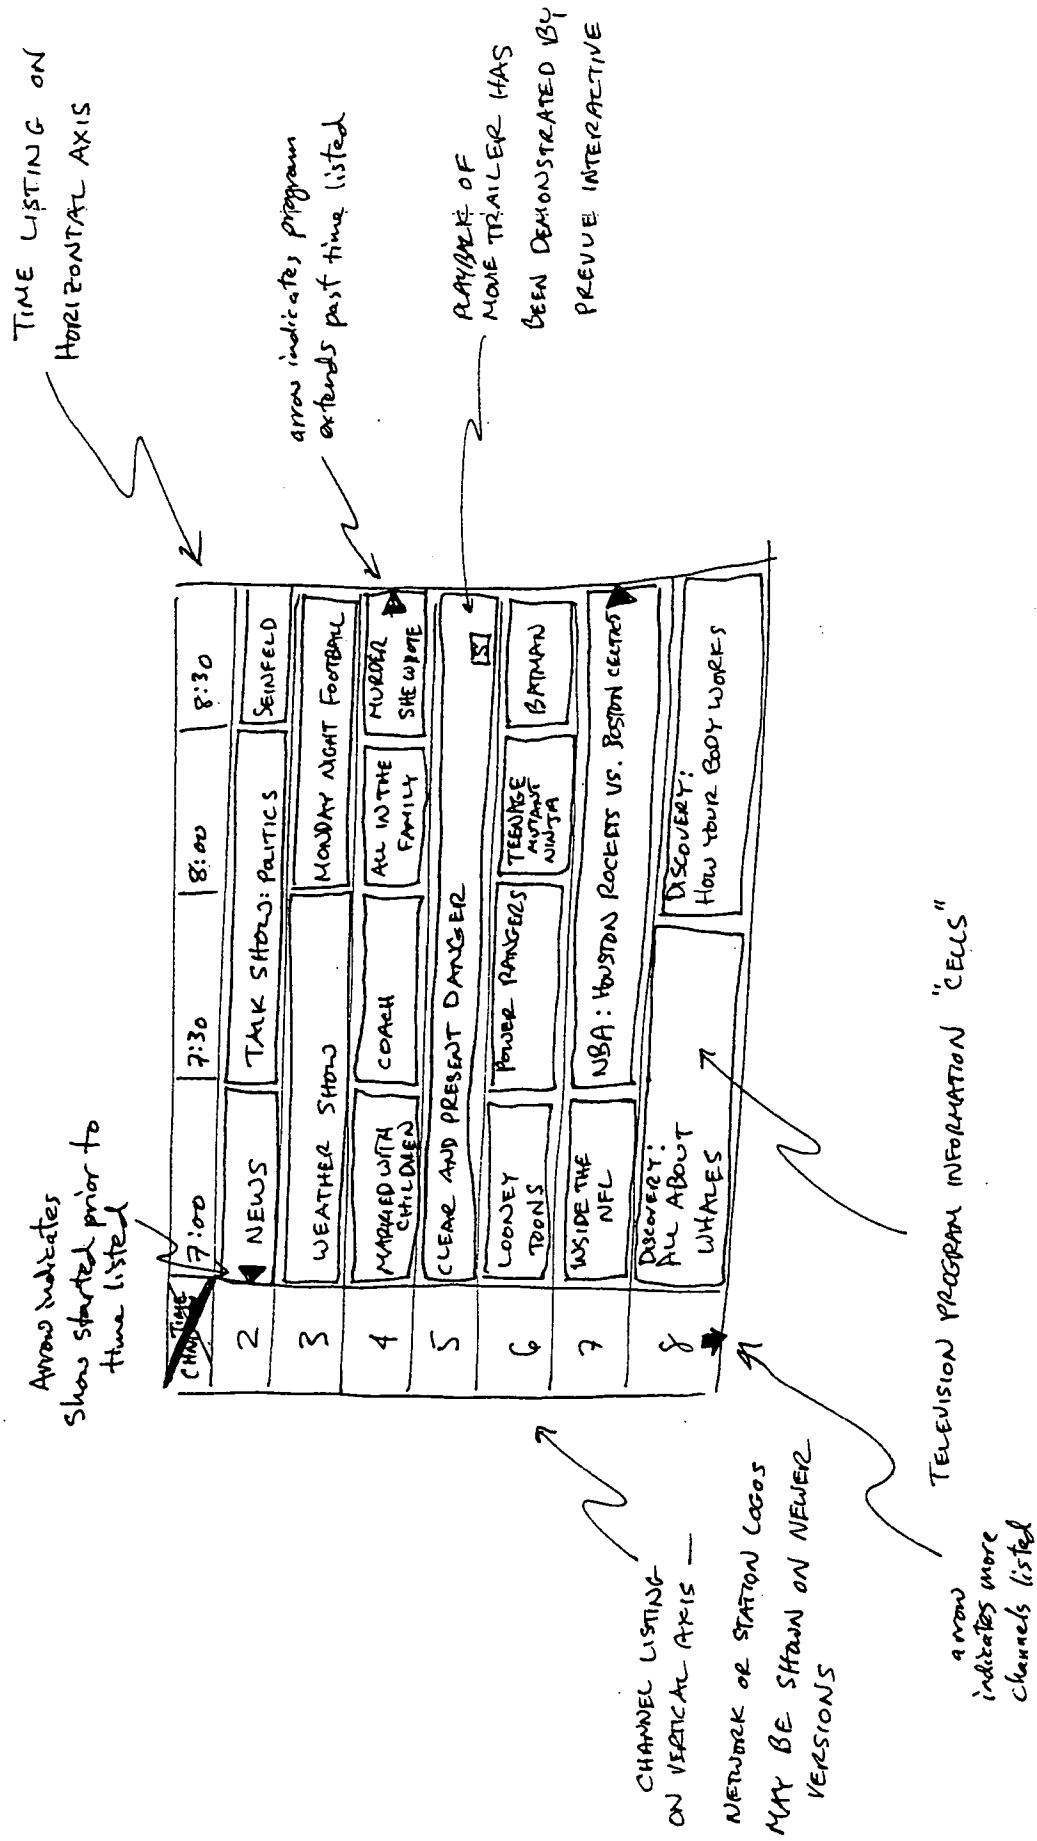 TIME LISTING ON
HORIZONTAL AXIS
Arrow indicates
show started prior to
time listed
arrow indicates program
extends past time listed
PLAYBACK OF
MOVIE TRAILER HAS
BEEN DEMONSTRATED BY
PREVUE INTERACTIVE
TIME
CHNL
7:00 7:30 8:00 8:30
2 NEWS TALK SHOW: POLITICS SEINFELD
3 WEATHER SHOW MONDAY NIGHT FOOTBALL
4 MARRIED WITH
CHILDREN COACH ALL IN THE
FAMILY MURDER
SHE WROTE
5 CLEAR AND PRESENT DANGER
6 LOONEY
TOONS POWER RANGERS TEENAGE
MUTANT
NINJA BATMAN
7 INSIDE THE
NFL NBA: HOUSTON ROCKETS VS. BOSTON CELTICS
8 DISCOVERY:
ALL ABOUT
WHALES DISCOVERY:
HOW YOUR BODY WORKS
CHANNEL LISTING
ON VERTICAL AXIS —
NETWORK OR STATION LOGOS
MAY BE SHOWN ON NEWER
VERSIONS
TELEVISION PROGRAM INFORMATION "CELLS"
arrow
indicates more
channels listed